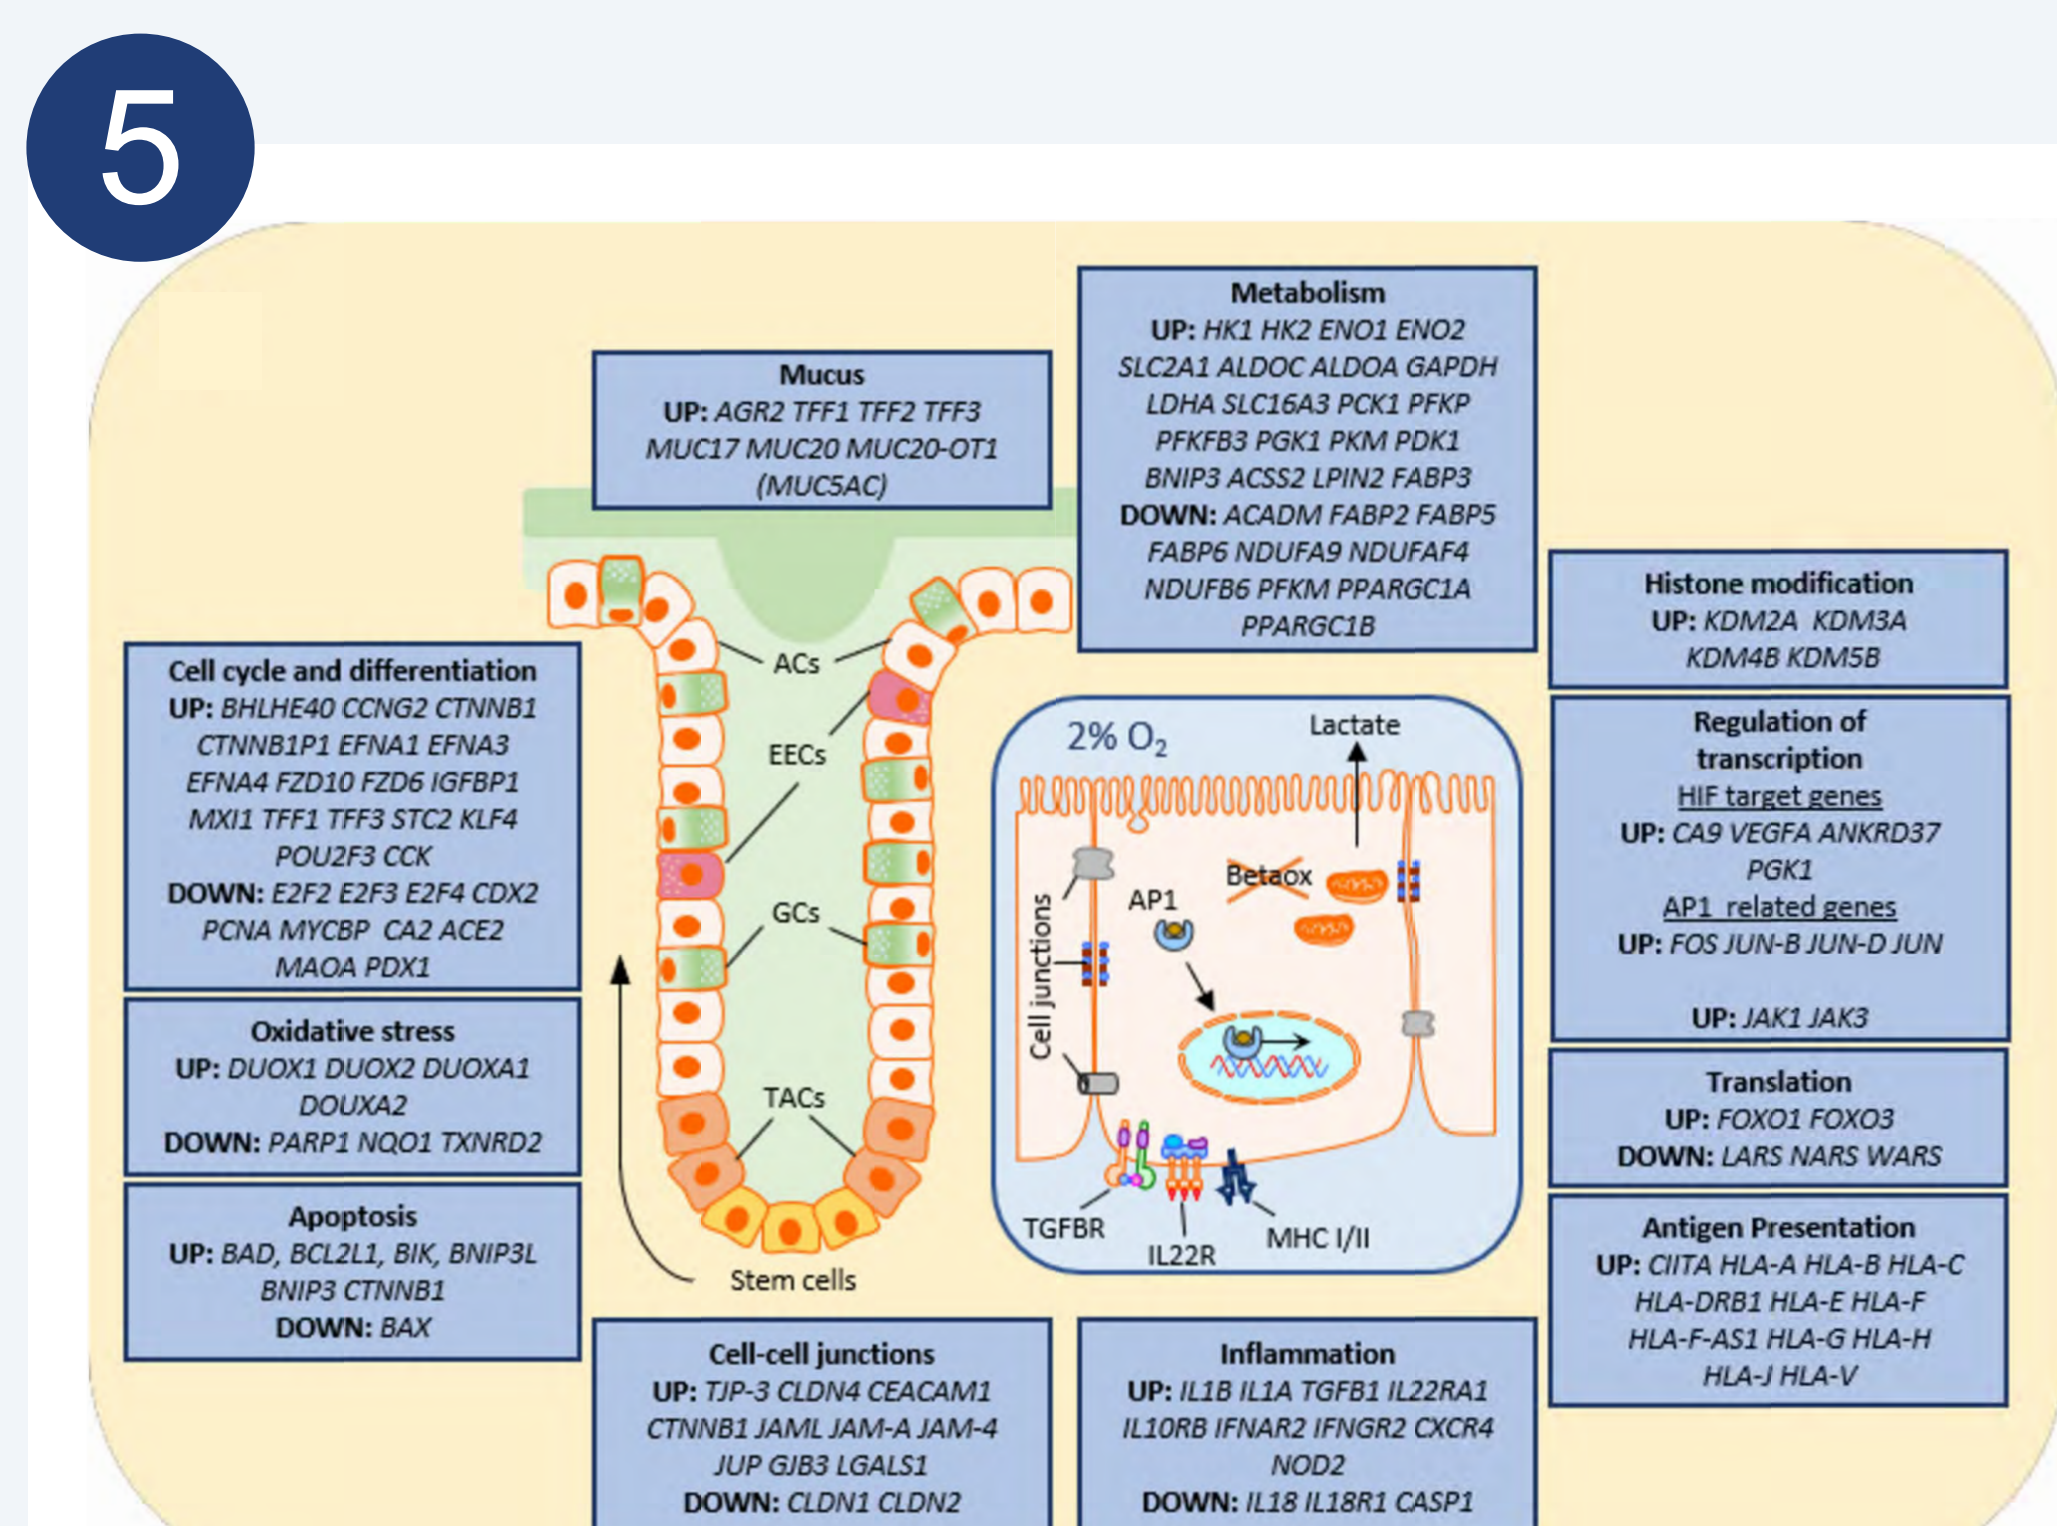 5
Mucus
UP: AGR2 TFF1 TFF2 TFF3
MUC17 MUC20 MUC20-OT1
(MUC5AC)
Metabolism
UP: HK1 HK2 ENO1 ENO2
SLC2A1 ALDOC ALDOA GAPDH
LDHA SLC16A3 PCK1 PFKP
PFKFB3 PGK1 PKM PDK1
BNIP3 ACSS2 LPIN2 FABP3
DOWN: ACADM FABP2 FABP5
FABP6 NDUFA9 NDUFAF4
NDUFB6 PFKM PPARGC1A
PPARGC1B
Histone modification
UP: KDM2A KDM3A
KDM4B KDM5B
Cell cycle and differentiation
UP: BHLHE40 CCNG2 CTNNB1
CTNNB1P1 EFNA1 EFNA3
EFNA4 FZD10 FZD6 IGFBP1
MXI1 TFF1 TFF3 STC2 KLF4
POU2F3 CCK
DOWN: E2F2 E2F3 E2F4 CDX2
PCNA MYCBP CA2 ACE2
MAOA PDX1
Oxidative stress
UP: DUOX1 DUOX2 DUOXA1
DOUXA2
DOWN: PARP1 NQO1 TXNRD2
Apoptosis
UP: BAD, BCL2L1, BIK, BNIP3L
BNIP3 CTNNB1
DOWN: BAX
ACs
EECs
GCs
TACs
Stem cells
2% O2
Lactate
Betaox
AP1
Cell junctions
TGFBR
IL22R
MHC I/II
Regulation of
transcription
HIF target genes
UP: CA9 VEGFA ANKRD37
PGK1
AP1 related genes
UP: FOS JUN-B JUN-D JUN
UP: JAK1 JAK3
Translation
UP: FOXO1 FOXO3
DOWN: LARS NARS WARS
Antigen Presentation
UP: CIITA HLA-A HLA-B HLA-C
HLA-DRB1 HLA-E HLA-F
HLA-F-AS1 HLA-G HLA-H
HLA-J HLA-V
Cell-cell junctions
UP: TJP-3 CLDN4 CEACAM1
CTNNB1 JAML JAM-A JAM-4
JUP GJB3 LGALS1
DOWN: CLDN1 CLDN2
Inflammation
UP: IL1B IL1A TGFB1 IL22RA1
IL10RB IFNAR2 IFNGR2 CXCR4
NOD2
DOWN: IL18 IL18R1 CASP1